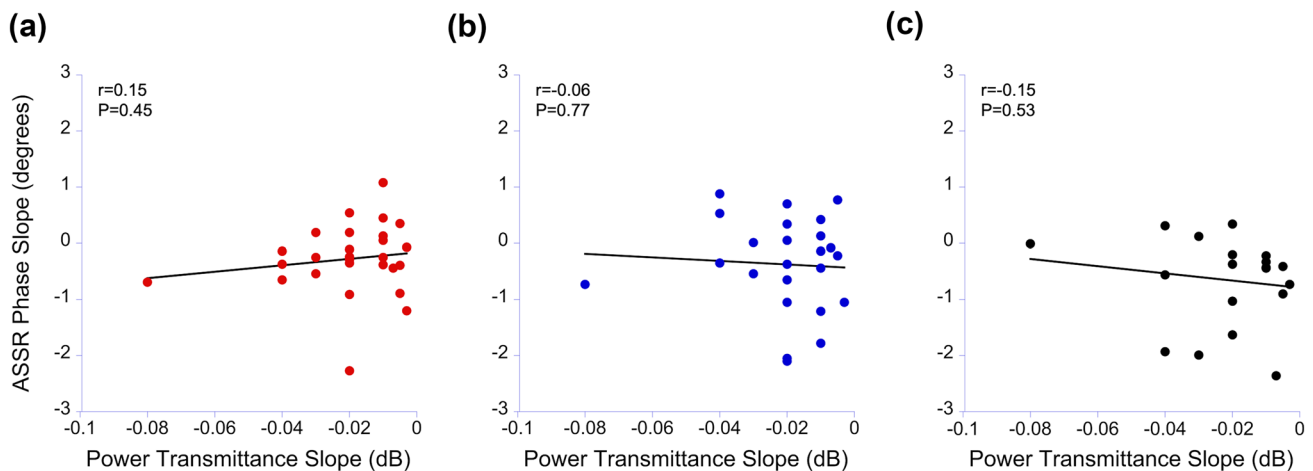 (a)
ASSR Phase Slope (degrees)
r=0.15
P=0.45
3
2
1
0
-1
-2
-3
-0.1 -0.08 -0.06 -0.04 -0.02 0
Power Transmittance Slope (dB)
(b)
r=-0.06
P=0.77
3
2
1
0
-1
-2
-3
-0.1 -0.08 -0.06 -0.04 -0.02 0
Power Transmittance Slope (dB)
(c)
r=-0.15
P=0.53
3
2
1
0
-1
-2
-3
-0.1 -0.08 -0.06 -0.04 -0.02 0
Power Transmittance Slope (dB)